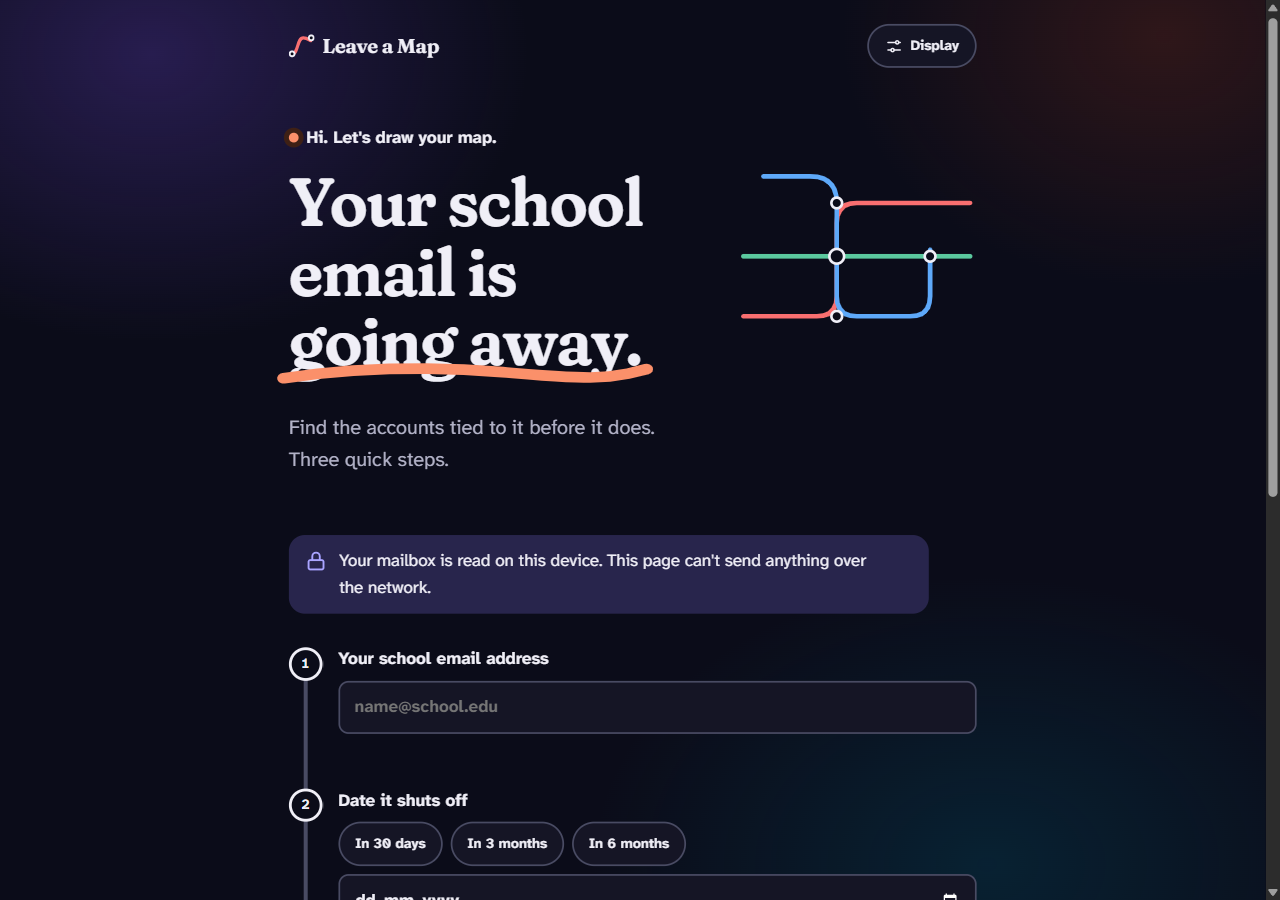 Leave a Map
Display
Hi. Let's draw your map.
Your school
email is
going away.
Find the accounts tied to it before it does.
Three quick steps.
Your mailbox is read on this device. This page can't send anything over
the network.
1
Your school email address
name@school.edu
2
Date it shuts off
In 30 days
In 3 months
In 6 months
dd-mm-yyyy